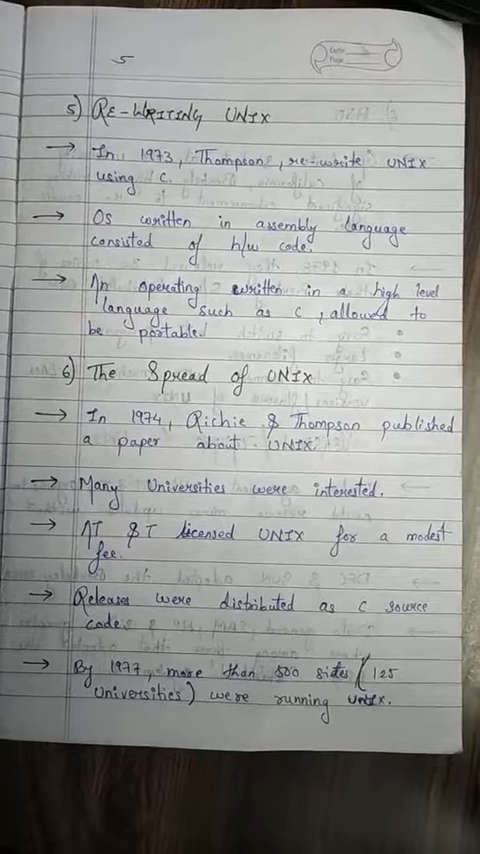 5
Date
Page
5) RE-WRITING UNIX
→ In 1973, Thompson, re-write UNIX
using C.
→ OS written in assembly language
consisted of h/w code.
→ An operating written in a high level
language such as C, allowed to
be portable.
6) The Spread of UNIX
→ In 1974, Richie & Thompson published
a paper about UNIX.
→ Many Universities were interested.
→ AT &T licensed UNIX for a modest
fee.
→ Releases were distributed as C source
code.
→ By 1977, more than 500 sites (125
Universities) were running UNIX.